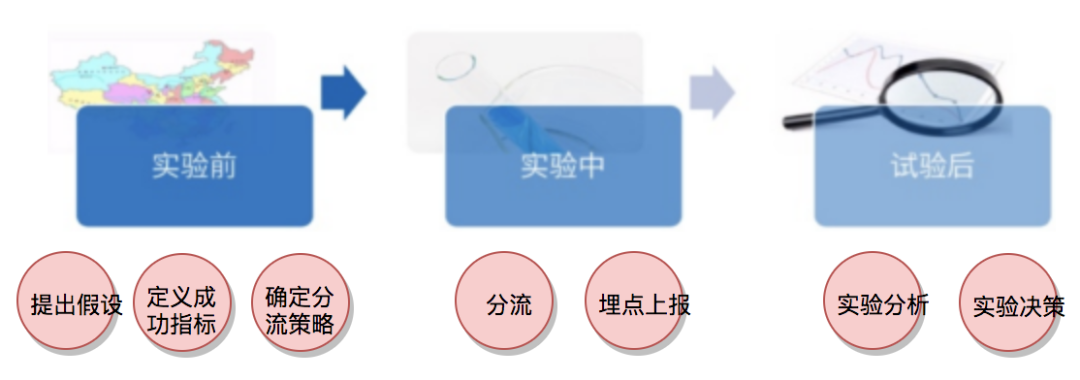 实验前
实验中
试验后
提出假设
定义成
功指标
确定分
流策略
分流
埋点上报
实验分析
实验决策